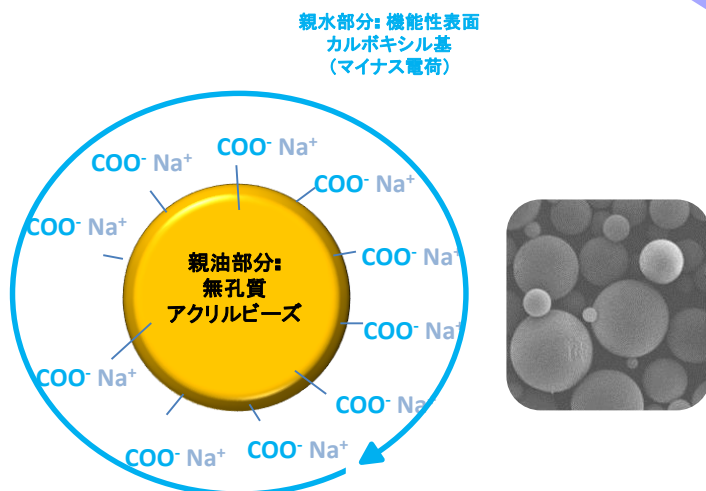 親水部分: 機能性表面
カルボキシル基
（マイナス電荷）
COO⁻ Na⁺
COO⁻ Na⁺
COO⁻ Na⁺
COO⁻ Na⁺
COO⁻ Na⁺
親油部分:
無孔質
アクリルビーズ
COO⁻ Na⁺
COO⁻ Na⁺
COO⁻ Na⁺
COO⁻ Na⁺
COO⁻ Na⁺